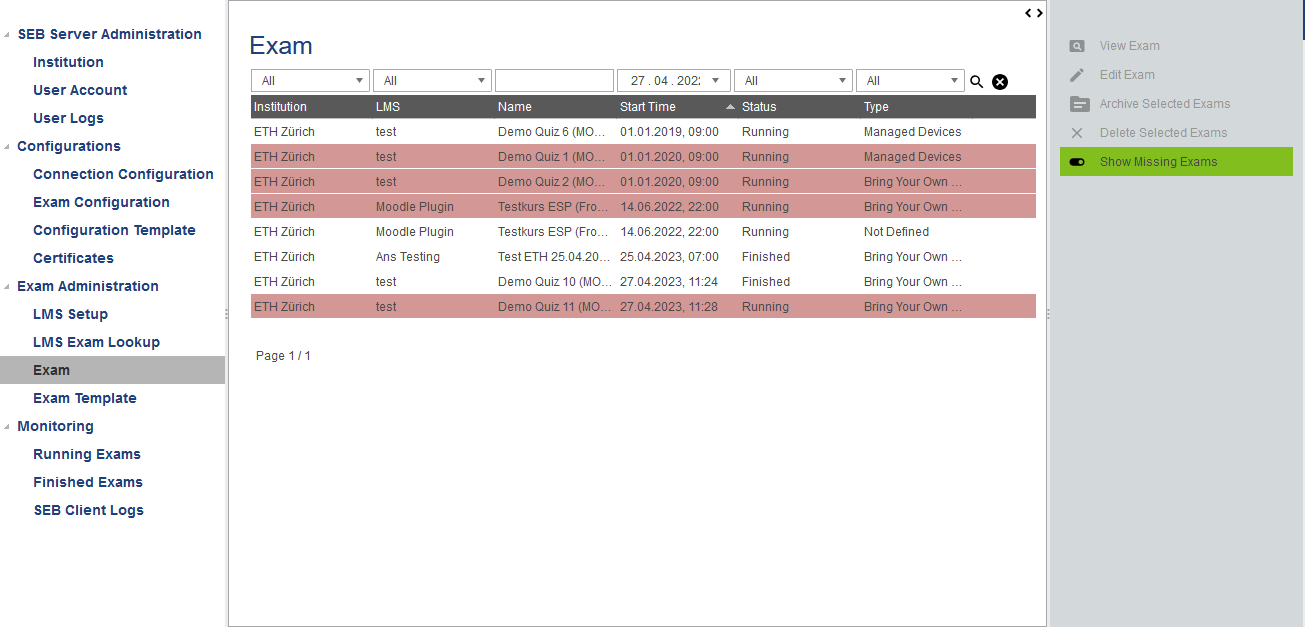 SEB Server Administration
Institution
User Account
User Logs
Configurations
Connection Configuration
Exam Configuration
Configuration Template
Certificates
Exam Administration
LMS Setup
LMS Exam Lookup
Exam
Exam Template
Monitoring
Running Exams
Finished Exams
SEB Client Logs
Exam
All All 27 . 04 . 202 All All
Institution LMS Name Start Time Status Type
ETH Zürich test Demo Quiz 6 (MO... 01.01.2019, 09:00 Running Managed Devices
ETH Zürich test Demo Quiz 1 (MO... 01.01.2020, 09:00 Running Managed Devices
ETH Zürich test Demo Quiz 2 (MO... 01.01.2020, 09:00 Running Bring Your Own ...
ETH Zürich Moodle Plugin Testkurs ESP (Fro... 14.06.2022, 22:00 Running Bring Your Own ...
ETH Zürich Moodle Plugin Testkurs ESP (Fro... 14.06.2022, 22:00 Running Not Defined
ETH Zürich Ans Testing Test ETH 25.04.20... 25.04.2023, 07:00 Finished Bring Your Own ...
ETH Zürich test Demo Quiz 10 (MO... 27.04.2023, 11:24 Finished Bring Your Own ...
ETH Zürich test Demo Quiz 11 (MO... 27.04.2023, 11:28 Running Bring Your Own ...
Page 1 / 1
View Exam
Edit Exam
Archive Selected Exams
Delete Selected Exams
Show Missing Exams